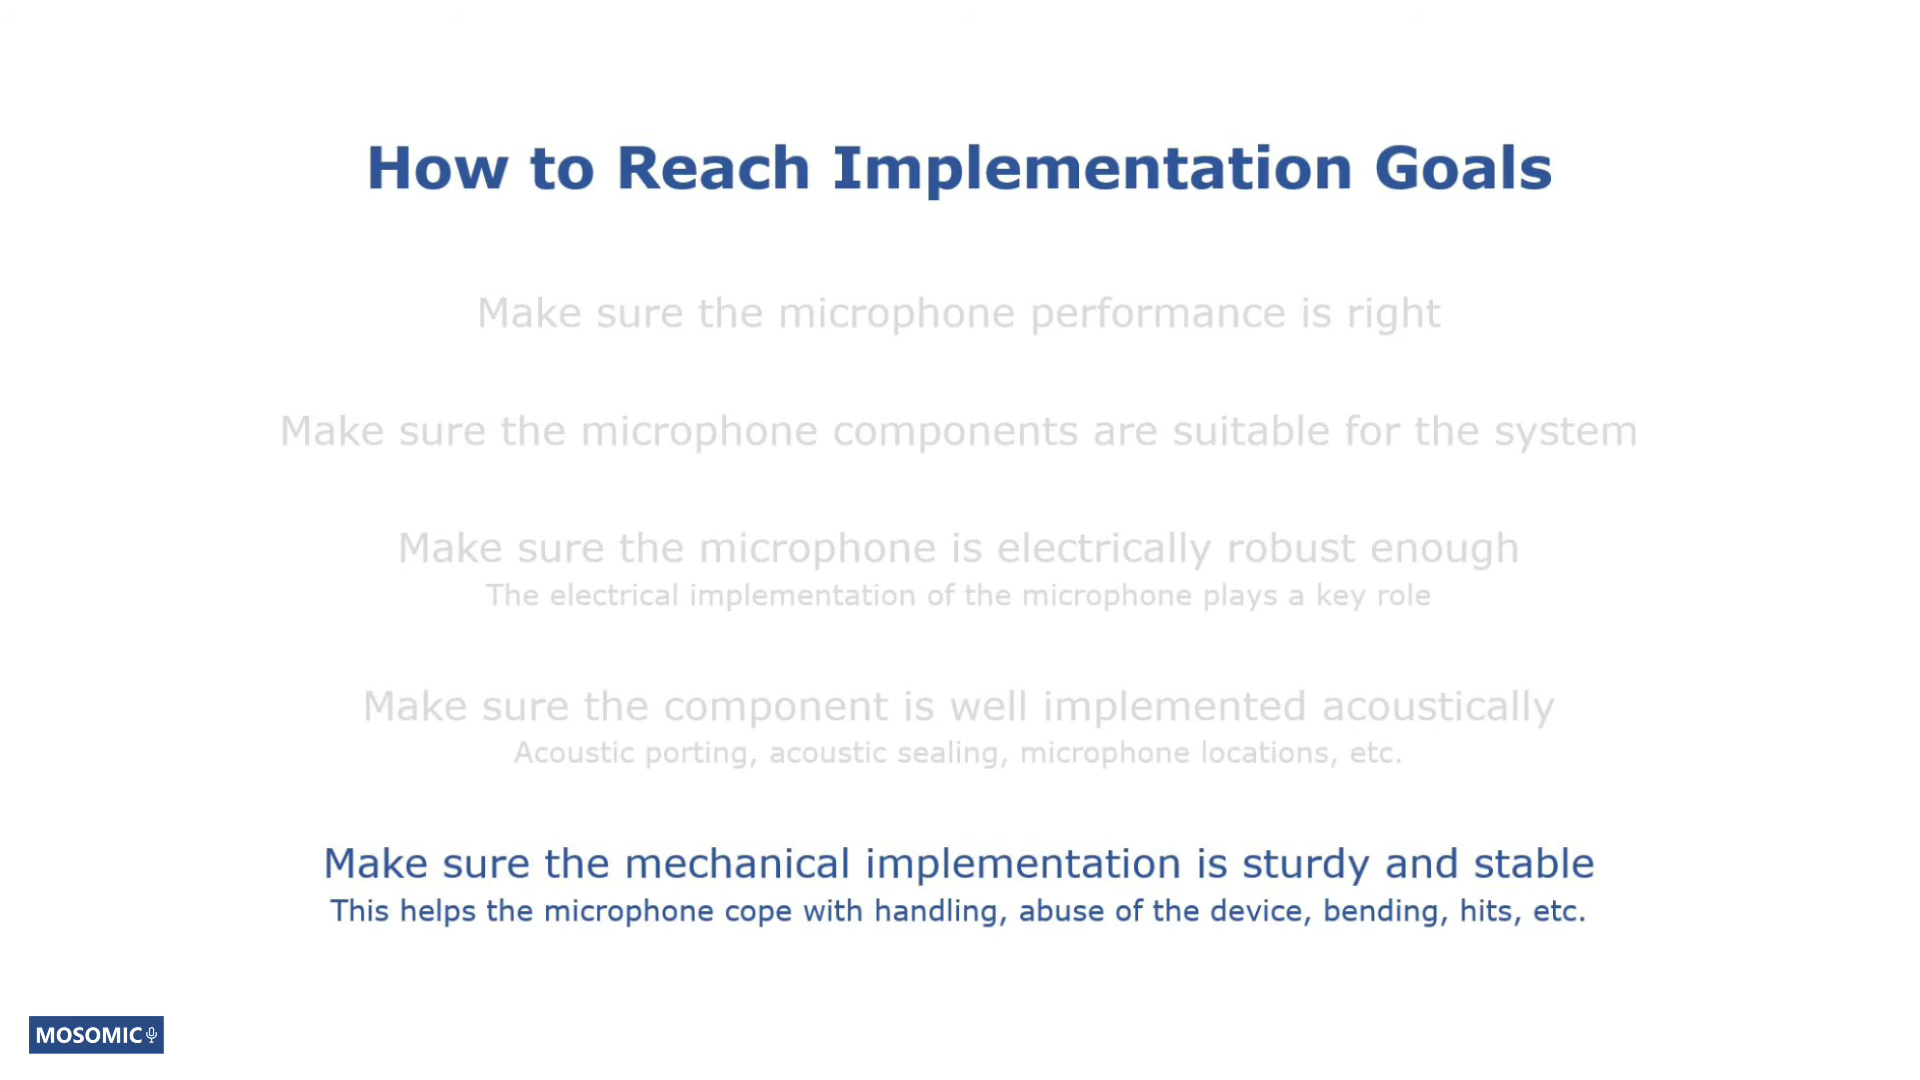 How to Reach Implementation Goals
Make sure the microphone performance is right
Make sure the microphone components are suitable for the system
Make sure the microphone is electrically robust enough
The electrical implementation of the microphone plays a key role
Make sure the component is well implemented acoustically
Acoustic porting, acoustic sealing, microphone locations, etc.
Make sure the mechanical implementation is sturdy and stable
This helps the microphone cope with handling, abuse of the device, bending, hits, etc.
MOSOMIC